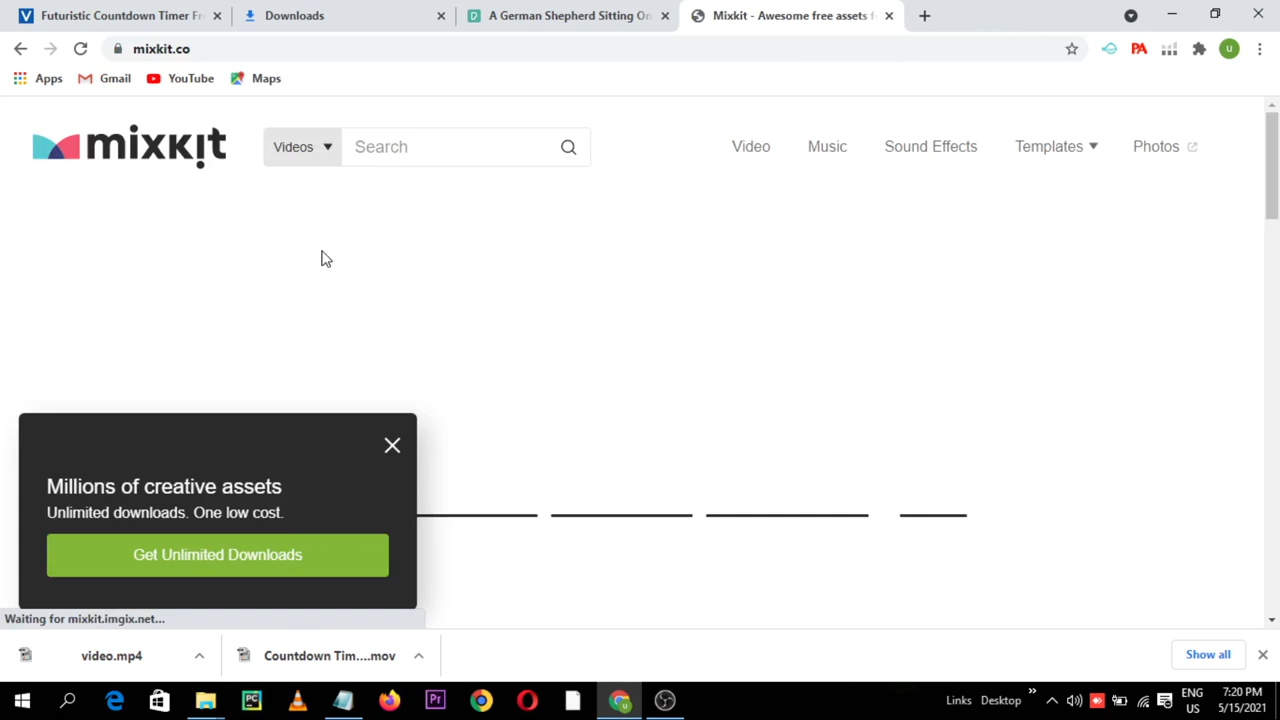 Futuristic Countdown Timer Fr
Downloads
A German Shepherd Sitting On
Mixkit - Awesome free assets f
mixkit.co
PA
u
Apps
Gmail
YouTube
Maps
mixkit
Videos
Search
Video
Music
Sound Effects
Templates
Photos
Millions of creative assets
Unlimited downloads. One low cost.
Get Unlimited Downloads
Waiting for mixkit.imgix.net...
video.mp4
Countdown Tim....mov
Show all
Links
Desktop
ENG
US
7:20 PM
5/15/2021